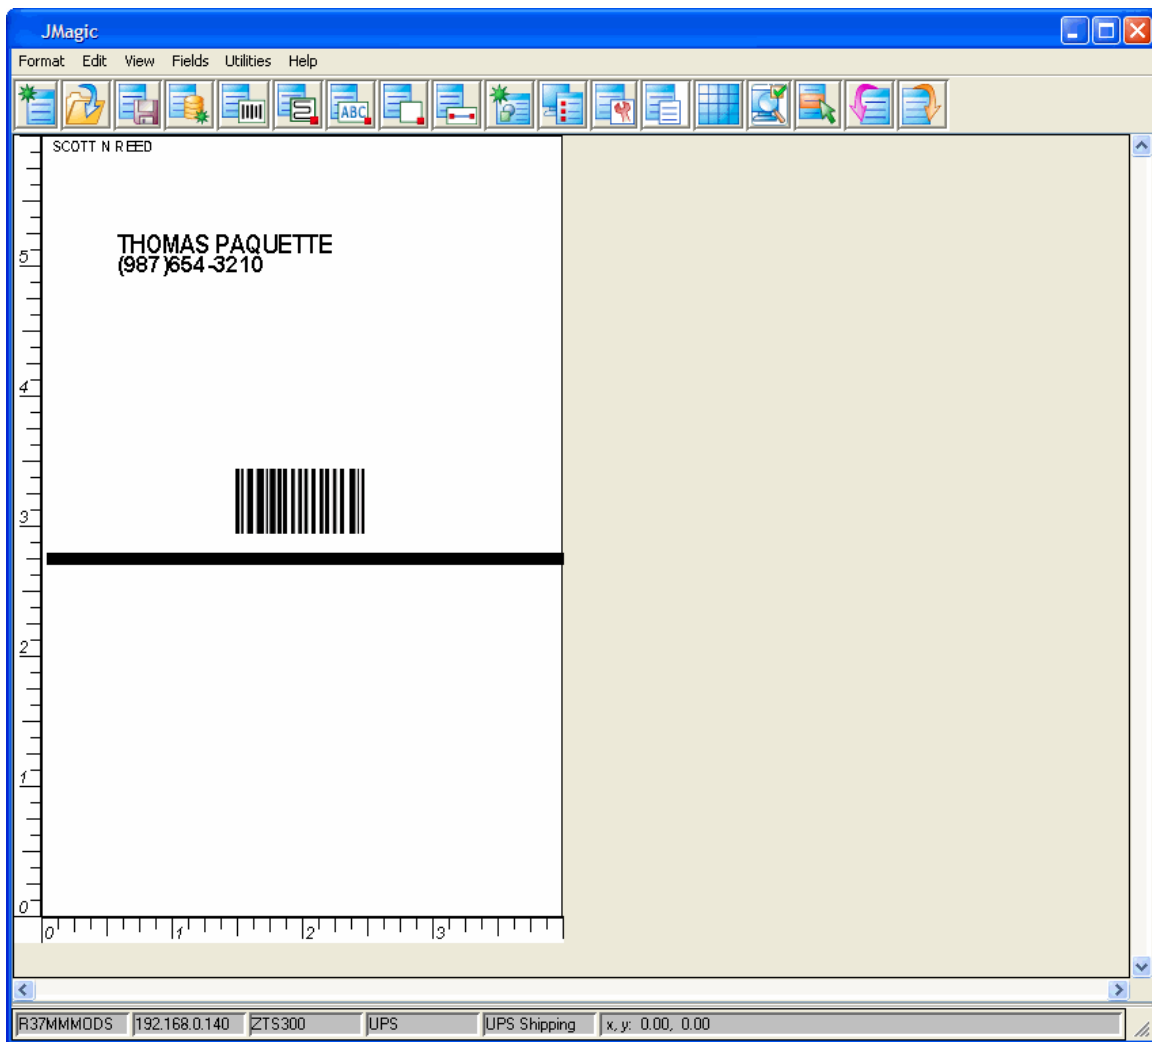 JMagic
Format Edit View Fields Utilities Help
ABC
SCOTT N REED
THOMAS PAQUETTE
(987)654-3210
5
4
3
2
1
0
0 1 2 3
R37MMMODS 192.168.0.140 ZTS300 UPS UPS Shipping x, y: 0.00, 0.00